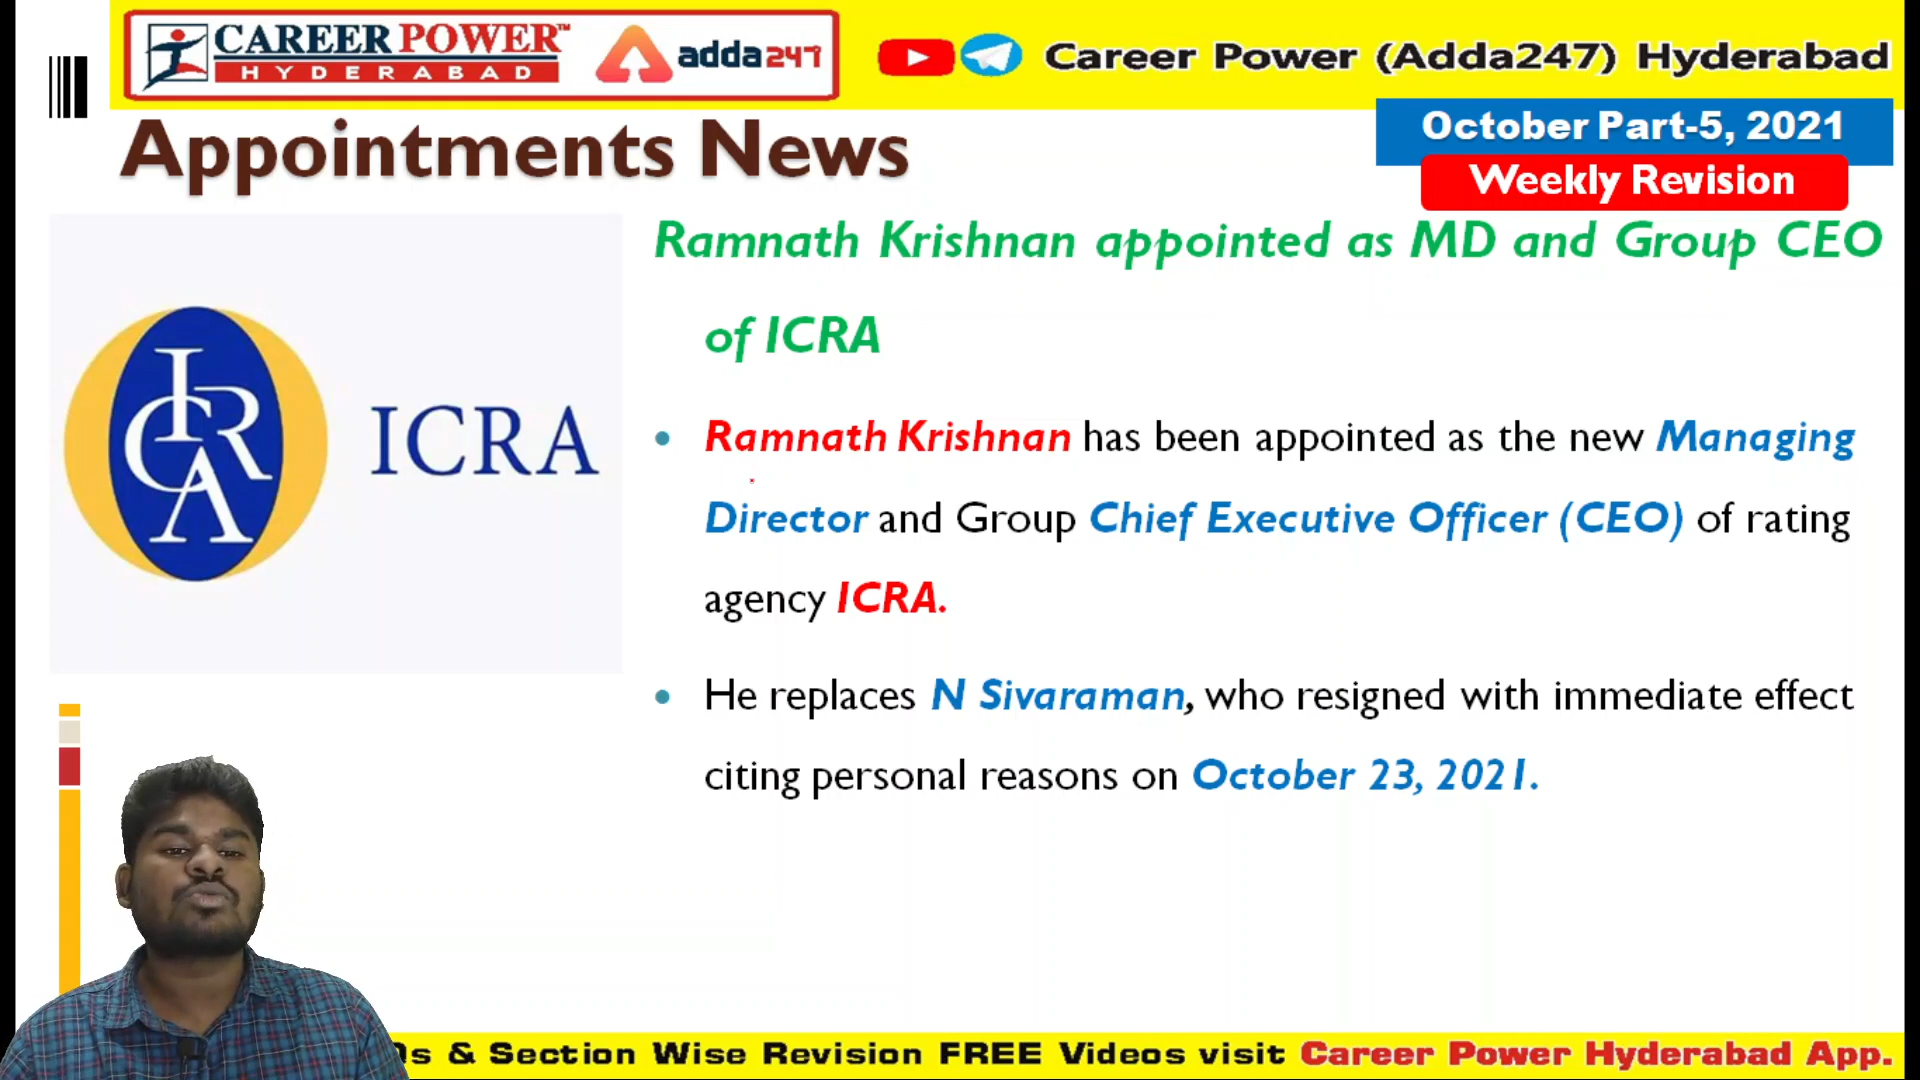 CAREER POWER™
HYDERABAD
adda247
Career Power (Adda247) Hyderabad
Appointments News
October Part-5, 2021
Weekly Revision
Ramnath Krishnan appointed as MD and Group CEO
of ICRA
ICRA
ICRA
• Ramnath Krishnan has been appointed as the new Managing
Director and Group Chief Executive Officer (CEO) of rating
agency ICRA.
• He replaces N Sivaraman, who resigned with immediate effect
citing personal reasons on October 23, 2021.
& Section Wise Revision FREE Videos visit Career Power Hyderabad App.